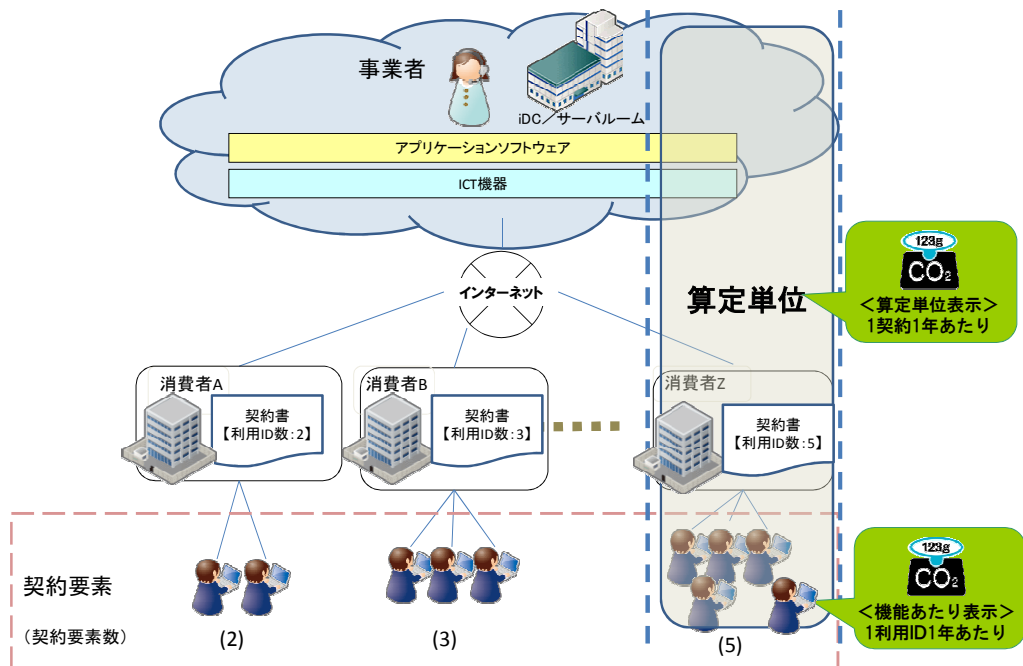 事業者
iDC／サーバルーム
アプリケーションソフトウェア
ICT機器
インターネット
算定単位
123g
CO₂
＜算定単位表示＞
1契約1年あたり
消費者A
契約書
【利用ID数：2】
消費者B
契約書
【利用ID数：3】
消費者Z
契約書
【利用ID数：5】
契約要素
（契約要素数）
(2)
(3)
(5)
123g
CO₂
＜機能あたり表示＞
1利用ID1年あたり